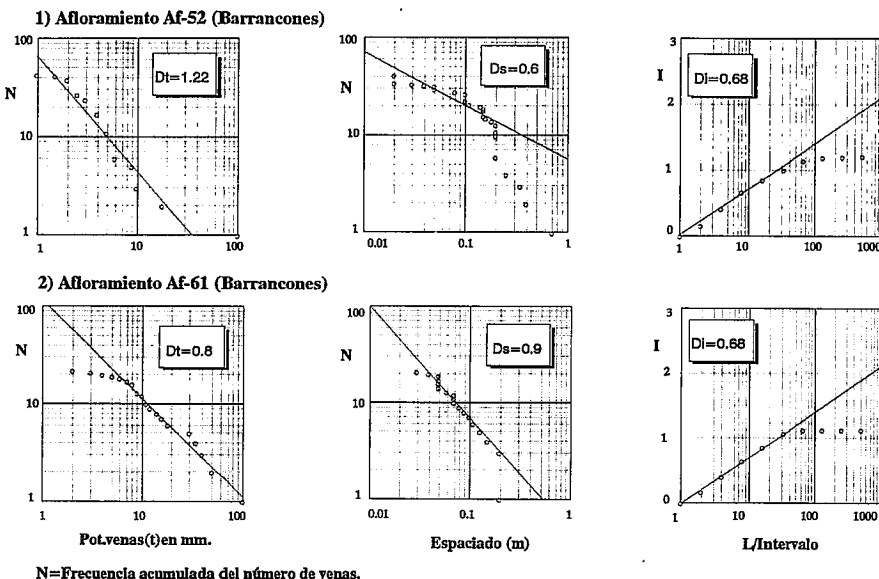 1) Afloramiento Af-52 (Barrancones)
100
N
10
1
1
10
100
Dt=1.22
100
N
10
1
0.01
0.1
1
Ds=0.6
3
I
2
1
0
1
10
100
1000
Di=0.68
2) Afloramiento Af-61 (Barrancones)
100
N
10
1
1
10
100
Dt=0.8
Pot.venas(t)en mm.
100
N
10
1
0.01
0.1
1
Ds=0.9
Espaciado (m)
3
I
2
1
0
1
10
100
1000
Di=0.68
L/Intervalo
N=Frecuencia acumulada del número de venas.